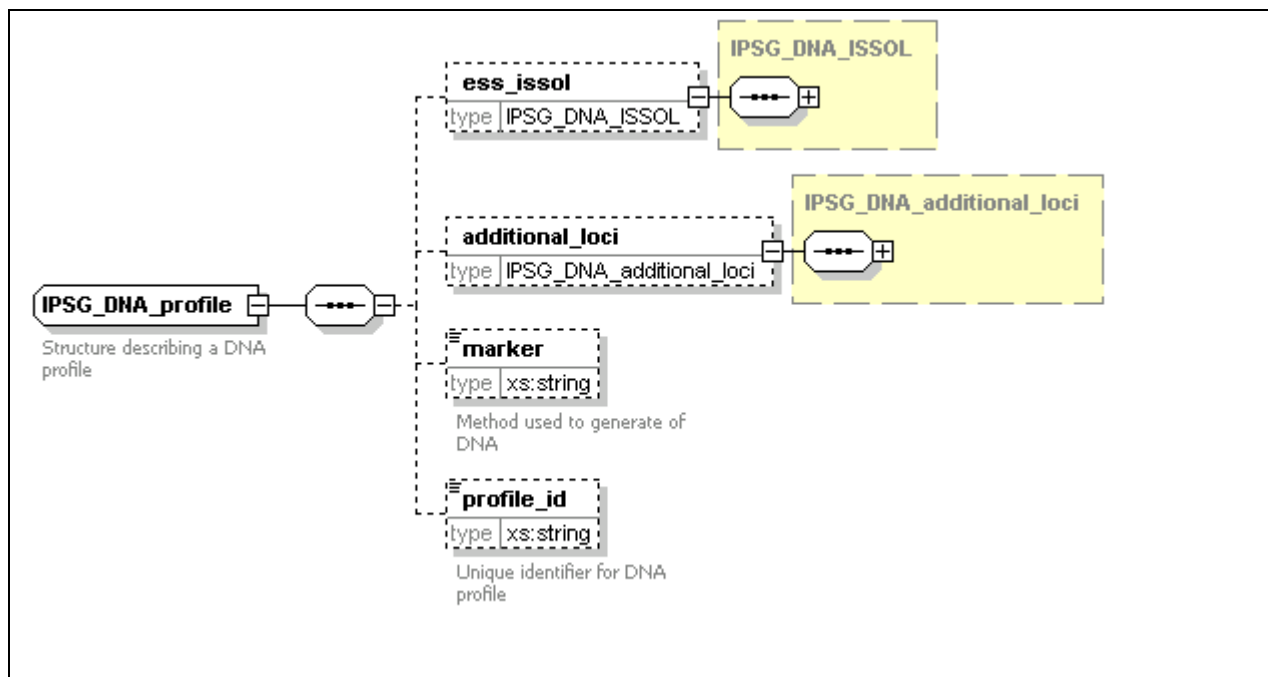 IPSG_DNA_ISSOL
ess_issol
type IPSG_DNA_ISSOL
IPSG_DNA_additional_loci
additional_loci
type IPSG_DNA_additional_loci
IPSG_DNA_profile
Structure describing a DNA
profile
marker
type xs:string
Method used to generate of
DNA
profile_id
type xs:string
Unique identifier for DNA
profile